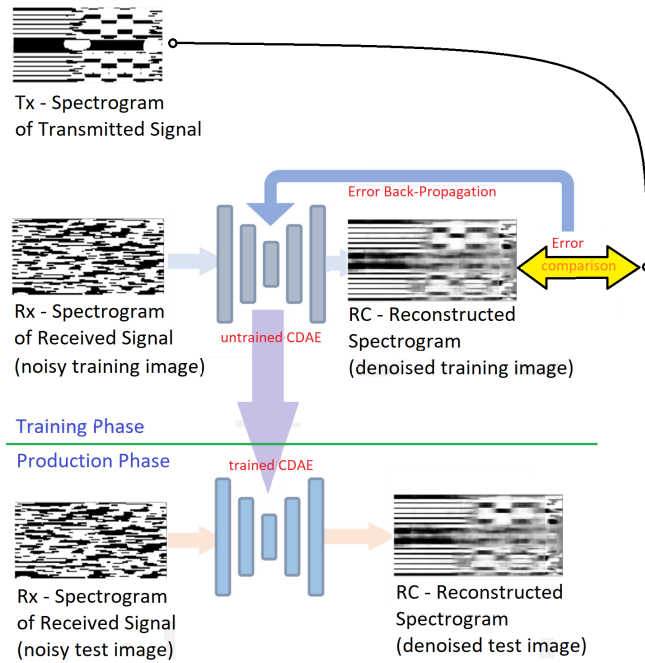 Tx - Spectrogram
of Transmitted Signal
Error Back-Propagation
Error
comparison
Rx - Spectrogram
of Received Signal
(noisy training image)
untrained CDAE
RC - Reconstructed
Spectrogram
(denoised training image)
Training Phase
Production Phase
trained CDAE
Rx - Spectrogram
of Received Signal
(noisy test image)
RC - Reconstructed
Spectrogram
(denoised test image)